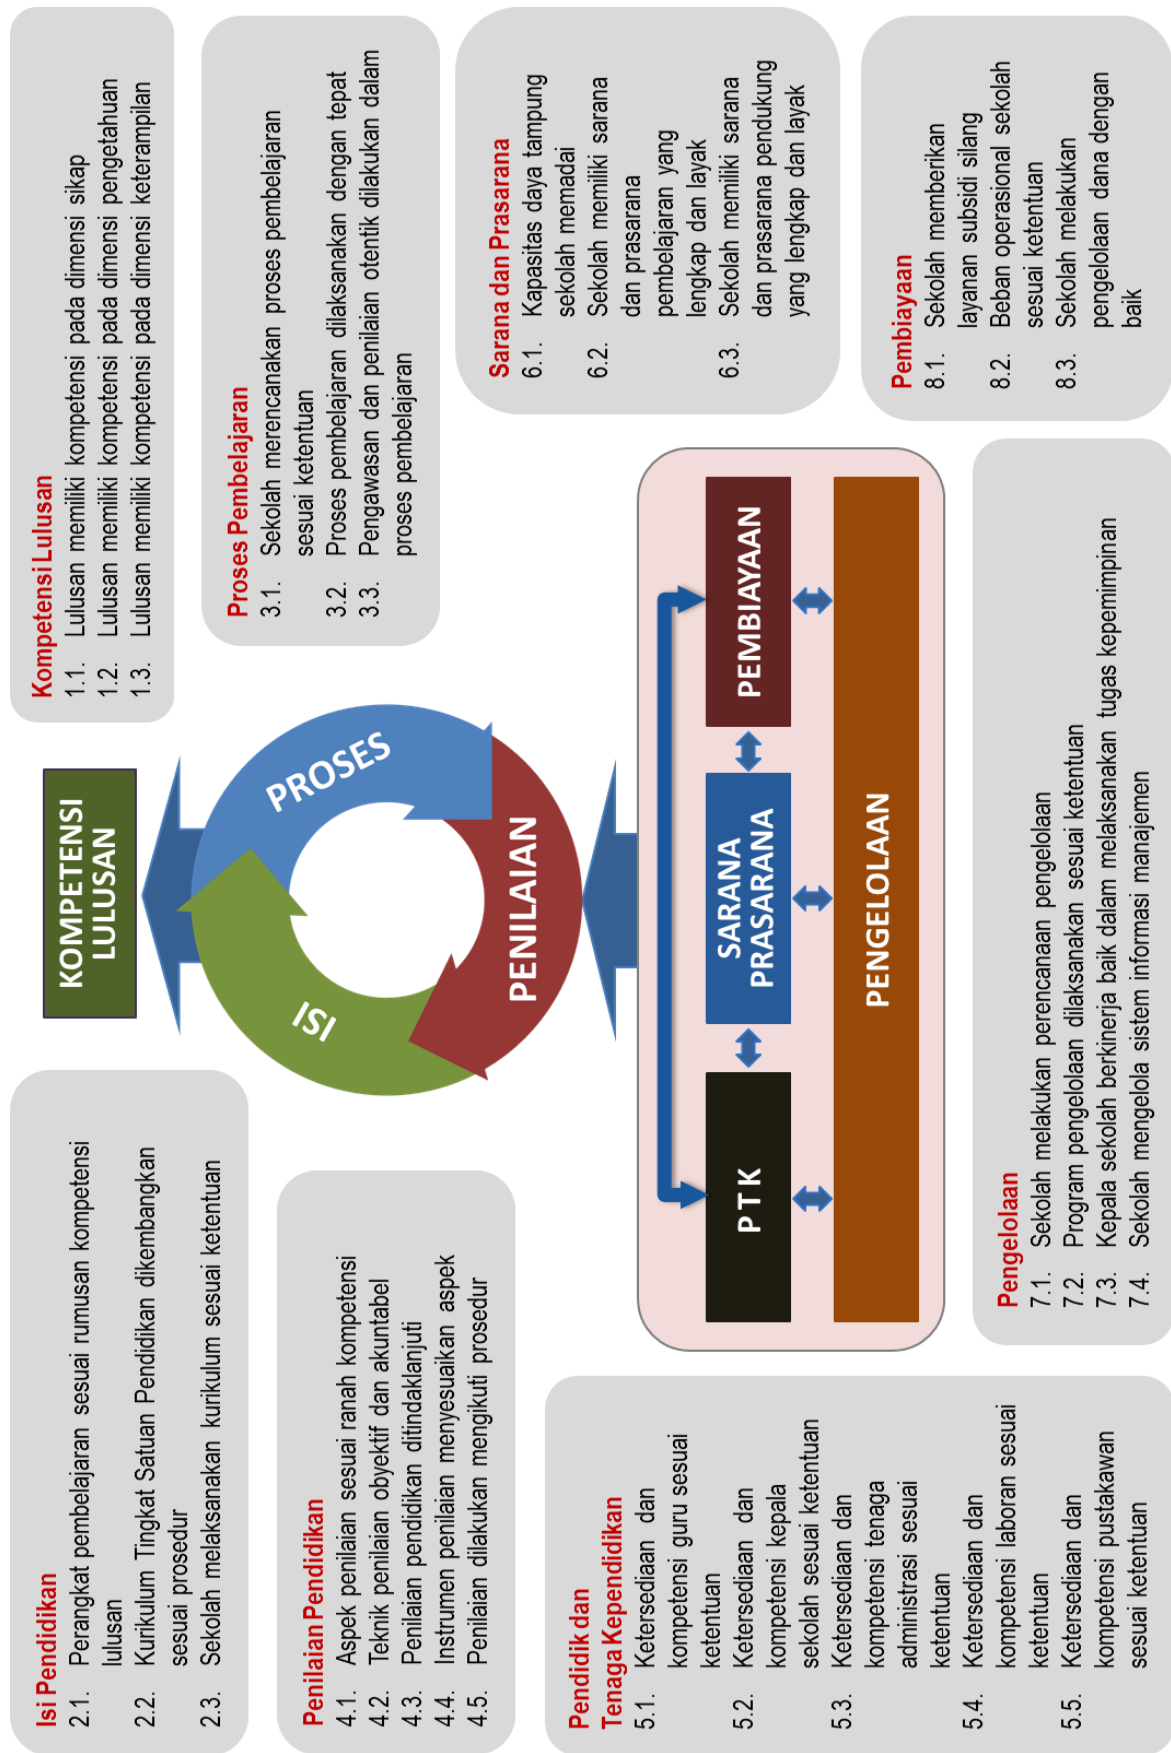 Isi Pendidikan
2.1. Perangkat pembelajaran sesuai rumusan kompetensi
lulusan
2.2. Kurikulum Tingkat Satuan Pendidikan dikembangkan
sesuai prosedur
2.3. Sekolah melaksanakan kurikulum sesuai ketentuan
KOMPETENSI
LULUSAN
Kompetensi Lulusan
1.1. Lulusan memiliki kompetensi pada dimensi sikap
1.2. Lulusan memiliki kompetensi pada dimensi pengetahuan
1.3. Lulusan memiliki kompetensi pada dimensi keterampilan
Penilaian Pendidikan
4.1. Aspek penilaian sesuai ranah kompetensi
4.2. Teknik penilaian obyektif dan akuntabel
4.3. Penilaian pendidikan ditindaklanjuti
4.4. Instrumen penilaian menyesuaikan aspek
4.5. Penilaian dilakukan mengikuti prosedur
ISI
PROSES
PENILAIAN
Proses Pembelajaran
3.1. Sekolah merencanakan proses pembelajaran
sesuai ketentuan
3.2. Proses pembelajaran dilaksanakan dengan tepat
3.3. Pengawasan dan penilaian otentik dilakukan dalam
proses pembelajaran
Pendidik dan
Tenaga Kependidikan
5.1. Ketersediaan dan
kompetensi guru sesuai
ketentuan
5.2. Ketersediaan dan
kompetensi kepala
sekolah sesuai ketentuan
5.3. Ketersediaan dan
kompetensi tenaga
administrasi sesuai
ketentuan
5.4. Ketersediaan dan
kompetensi laboran sesuai
ketentuan
5.5. Ketersediaan dan
kompetensi pustakawan
sesuai ketentuan
PTK
SARANA
PRASARANA
PEMBIAYAAN
PENGELOLAAN
Sarana dan Prasarana
6.1. Kapasitas daya tampung
sekolah memadai
6.2. Sekolah memiliki sarana
dan prasarana
pembelajaran yang
lengkap dan layak
6.3. Sekolah memiliki sarana
dan prasarana pendukung
yang lengkap dan layak
Pengelolaan
7.1. Sekolah melakukan perencanaan pengelolaan
7.2. Program pengelolaan dilaksanakan sesuai ketentuan
7.3. Kepala sekolah berkinerja baik dalam melaksanakan tugas kepemimpinan
7.4. Sekolah mengelola sistem informasi manajemen
Pembiayaan
8.1. Sekolah memberikan
layanan subsidi silang
8.2. Beban operasional sekolah
sesuai ketentuan
8.3. Sekolah melakukan
pengelolaan dana dengan
baik